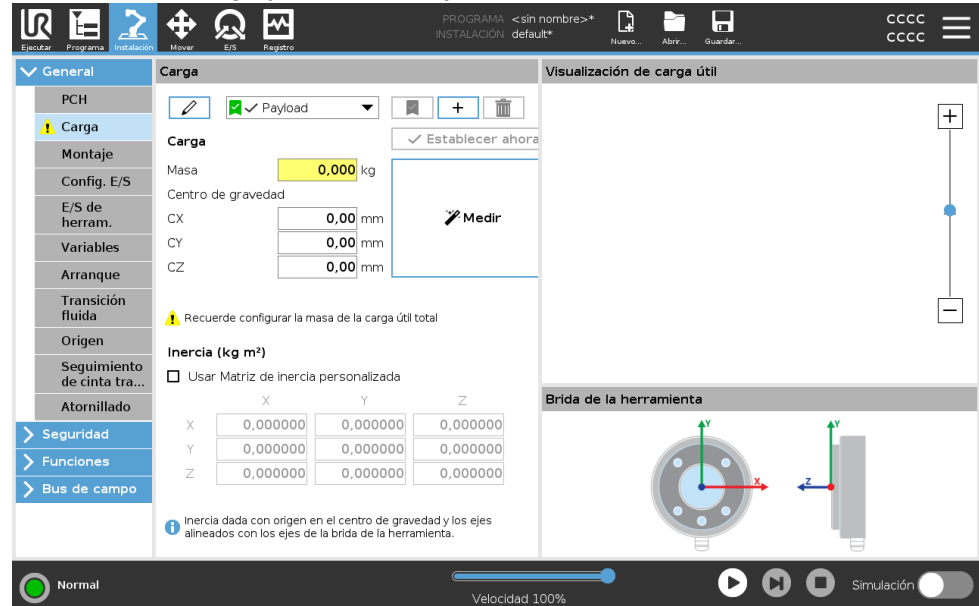 PROGRAMA <sin nombre>*
INSTALACIÓN default*
Ejecutar Programa Instalación Mover E/S Registro
Nuevo... Abrir... Guardar...
CCCC
CCCC
General
PCH
Carga
Montaje
Config. E/S
E/S de
herram.
Variables
Arranque
Transición
fluida
Origen
Seguimiento
de cinta tra...
Atornillado
Seguridad
Funciones
Bus de campo
Carga
Payload
Carga
Establecer ahora
Masa 0,000 kg
Centro de gravedad
CX 0,00 mm
CY 0,00 mm
CZ 0,00 mm
Medir
Recuerde configurar la masa de la carga útil total
Inercia (kg m²)
Usar Matriz de inercia personalizada
X Y Z
X 0,000000 0,000000 0,000000
Y 0,000000 0,000000 0,000000
Z 0,000000 0,000000 0,000000
Inercia dada con origen en el centro de gravedad y los ejes
alineados con los ejes de la brida de la herramienta.
Visualización de carga útil
Brida de la herramienta
Y Y
X Z
Normal
Velocidad 100%
Simulación